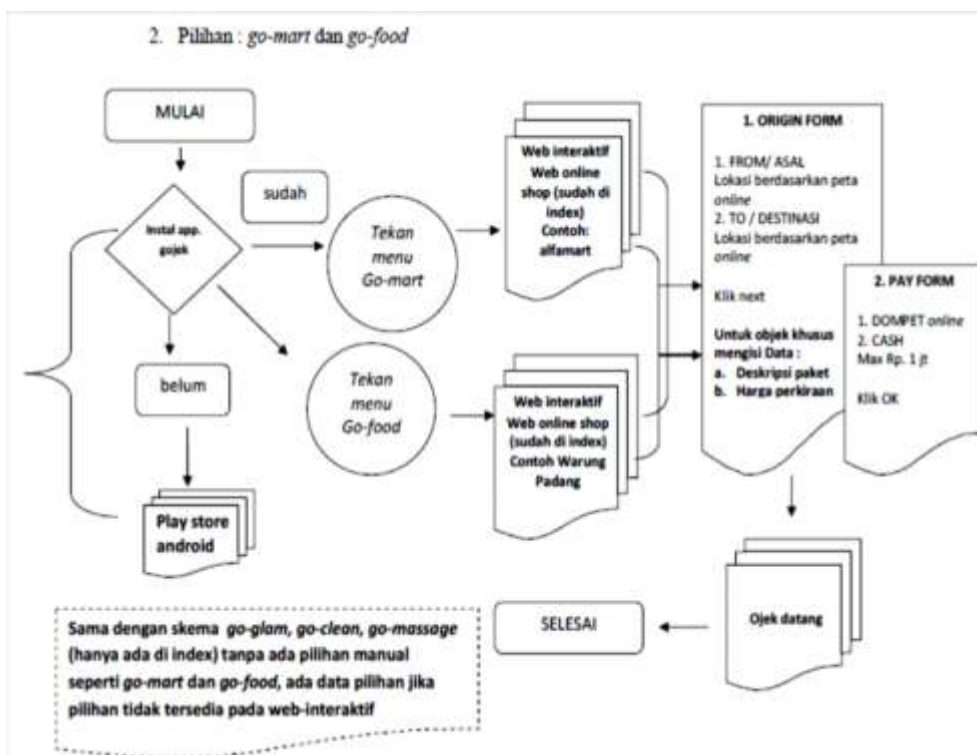 2. Pilihan : go-mart dan go-food
MULAI
Instal app.
gojek
sudah
belum
Play store
android
Tekan
menu
Go-mart
Tekan
menu
Go-food
Web interaktif
Web online
shop (sudah di
index)
Contoh:
alfamart
Web interaktif
Web online shop
(sudah di index)
Contoh Warung
Padang
1. ORIGIN FORM
1. FROM/ ASAL
Lokasi berdasarkan peta
online
2. TO / DESTINASI
Lokasi berdasarkan peta
online
Klik next
Untuk objek khusus
mengisi Data :
a. Deskripsi paket
b. Harga perkiraan
2. PAY FORM
1. DOMPET online
2. CASH
Max Rp. 1 jt
Klik OK
Ojek datang
SELESAI
Sama dengan skema go-glam, go-clean, go-massage
(hanya ada di index) tanpa ada pilihan manual
seperti go-mart dan go-food, ada data pilihan jika
pilihan tidak tersedia pada web-interaktif